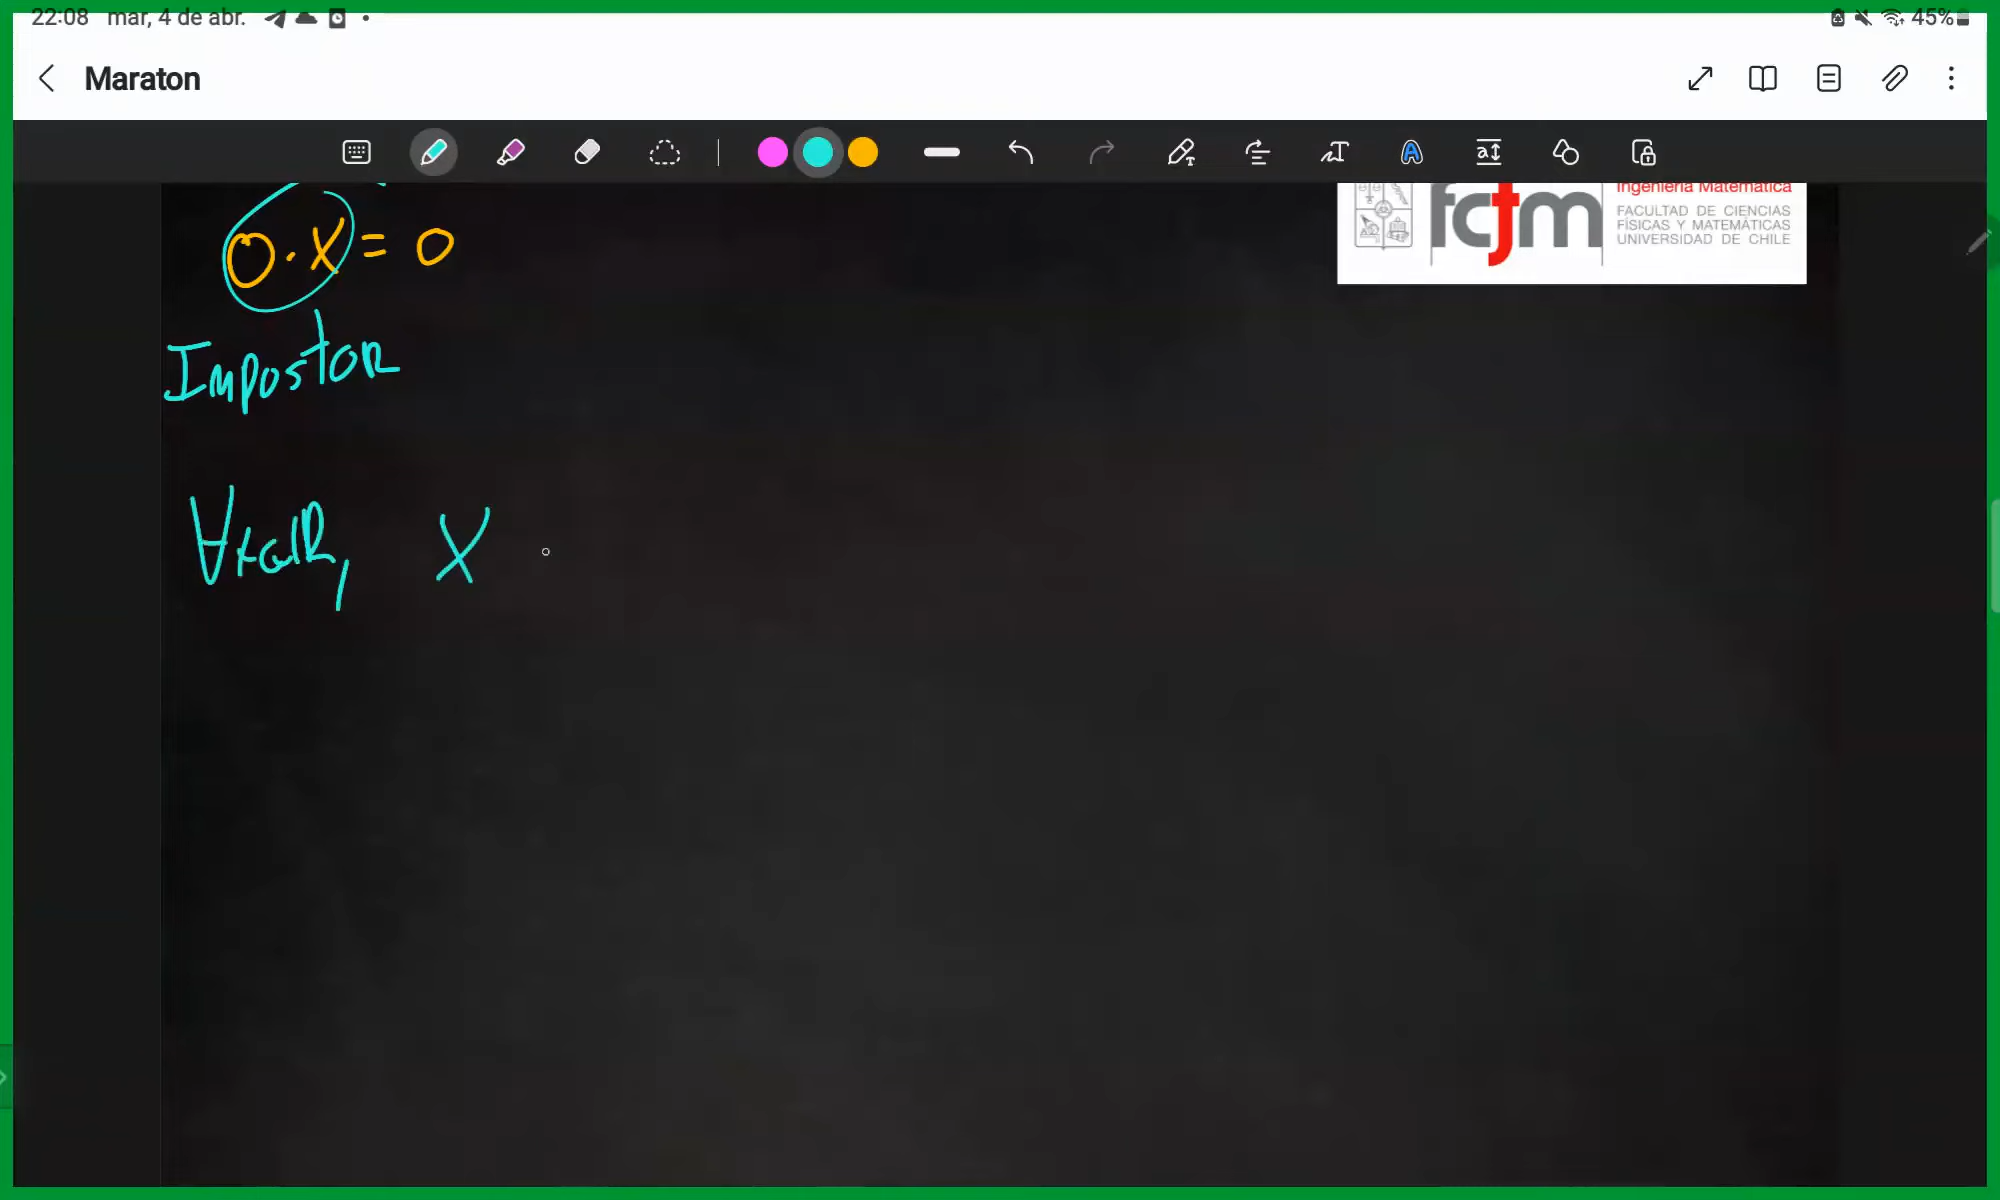 22:08 mar, 4 de abr. 45%
Maraton
Ingeniería Matemática
fcfm
FACULTAD DE CIENCIAS
FÍSICAS Y MATEMÁTICAS
UNIVERSIDAD DE CHILE
0 · x = 0
Impostor
∀x∈ℝ, x